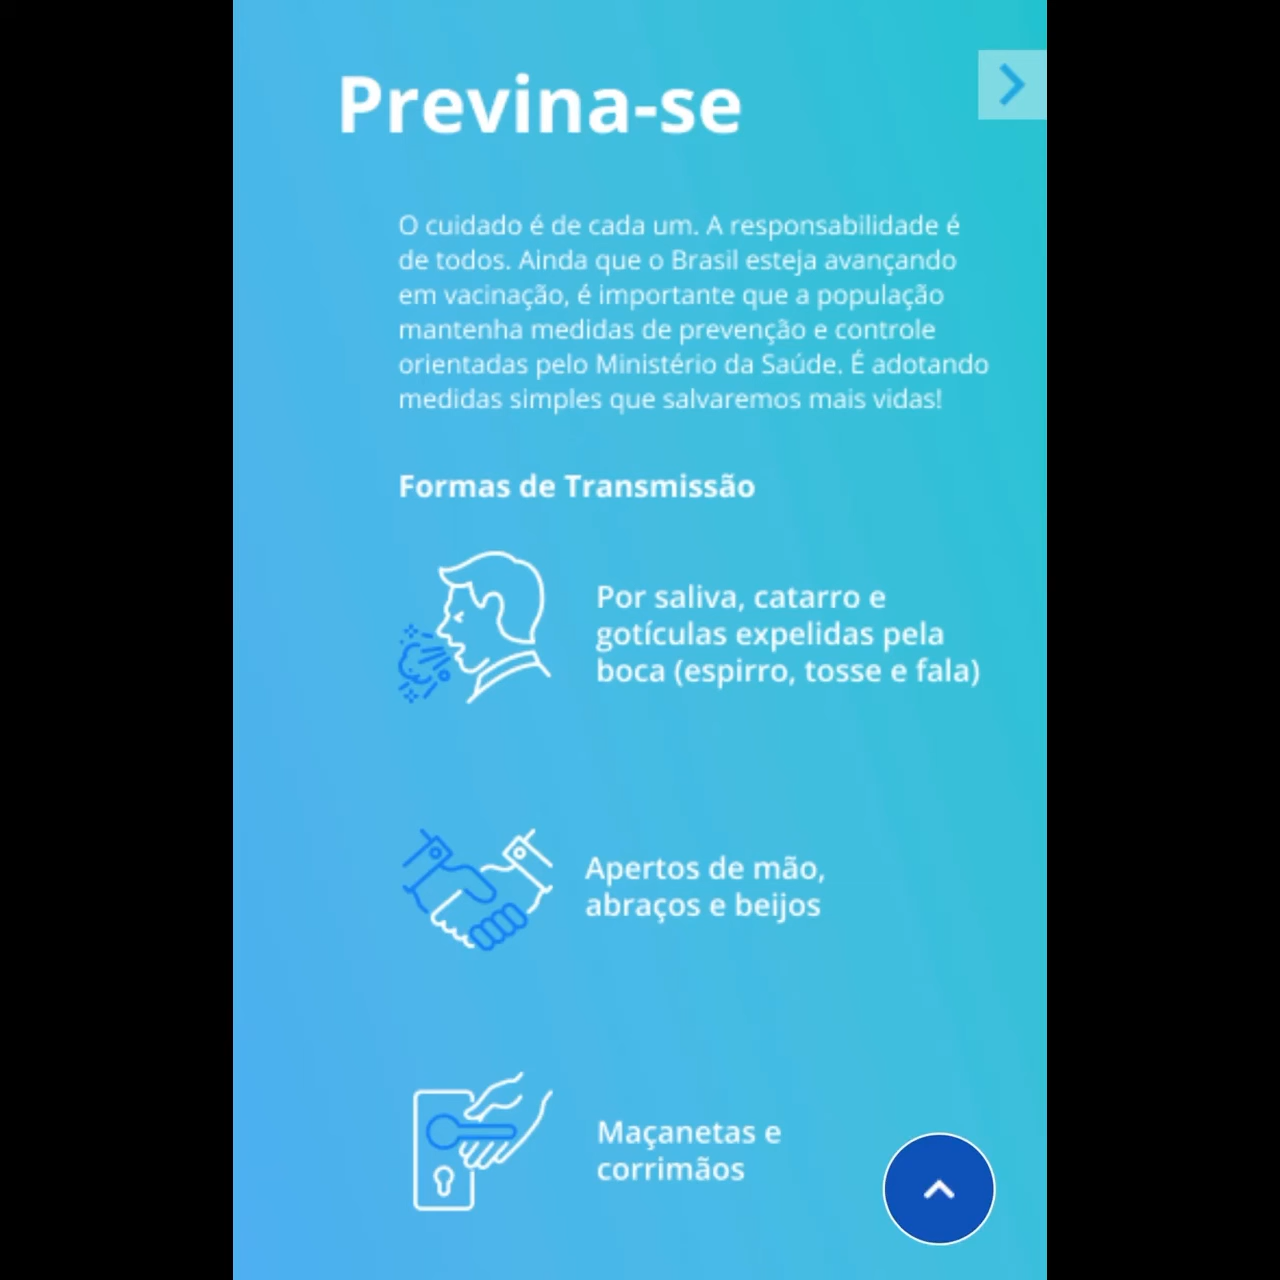 Previna-se
O cuidado é de cada um. A responsabilidade é
de todos. Ainda que o Brasil esteja avançando
em vacinação, é importante que a população
mantenha medidas de prevenção e controle
orientadas pelo Ministério da Saúde. É adotando
medidas simples que salvaremos mais vidas!
Formas de Transmissão
Por saliva, catarro e
gotículas expelidas pela
boca (espirro, tosse e fala)
Apertos de mão,
abraços e beijos
Maçanetas e
corrimãos